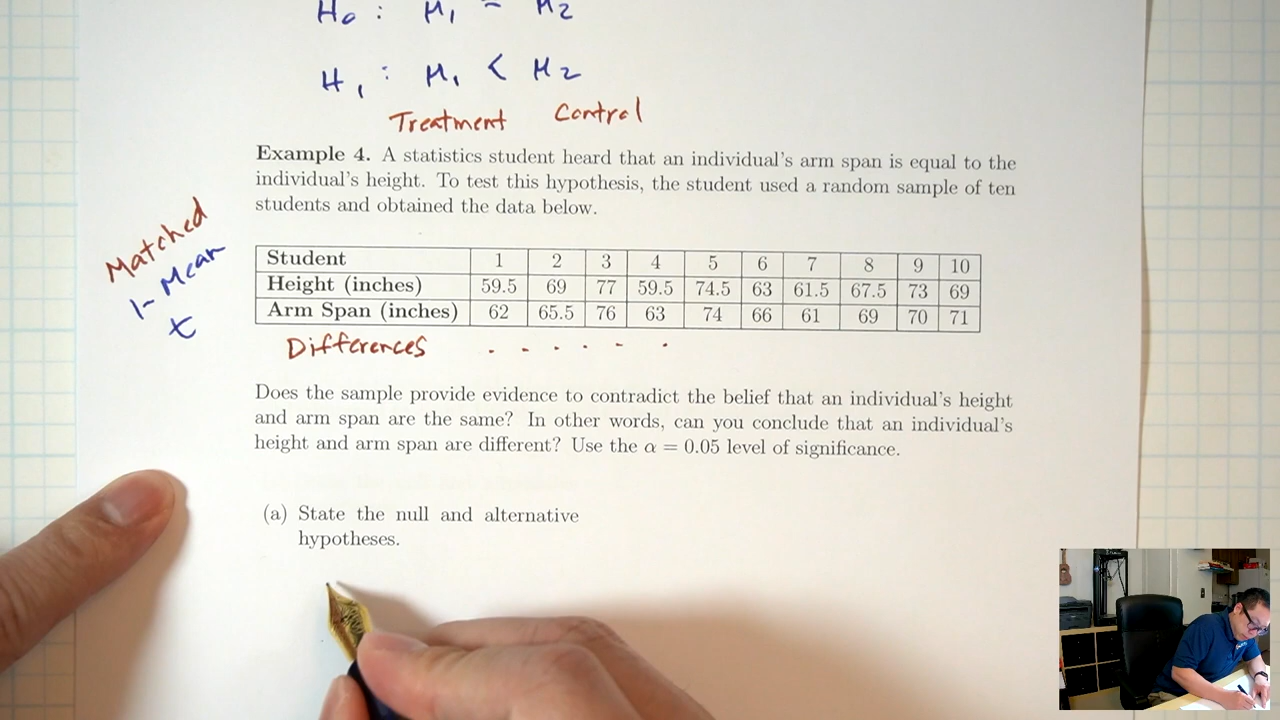 H₀ : μ₁ = μ₂
H₁ : μ₁ < μ₂
Treatment Control
Example 4. A statistics student heard that an individual's arm span is equal to the
individual's height. To test this hypothesis, the student used a random sample of ten
students and obtained the data below.
Matched
1-Mean
t
Student 1 2 3 4 5 6 7 8 9 10
Height (inches) 59.5 69 77 59.5 74.5 63 61.5 67.5 73 69
Arm Span (inches) 62 65.5 76 63 74 66 61 69 70 71
Differences . . . . . .
Does the sample provide evidence to contradict the belief that an individual's height
and arm span are the same? In other words, can you conclude that an individual's
height and arm span are different? Use the α = 0.05 level of significance.
(a) State the null and alternative
hypotheses.